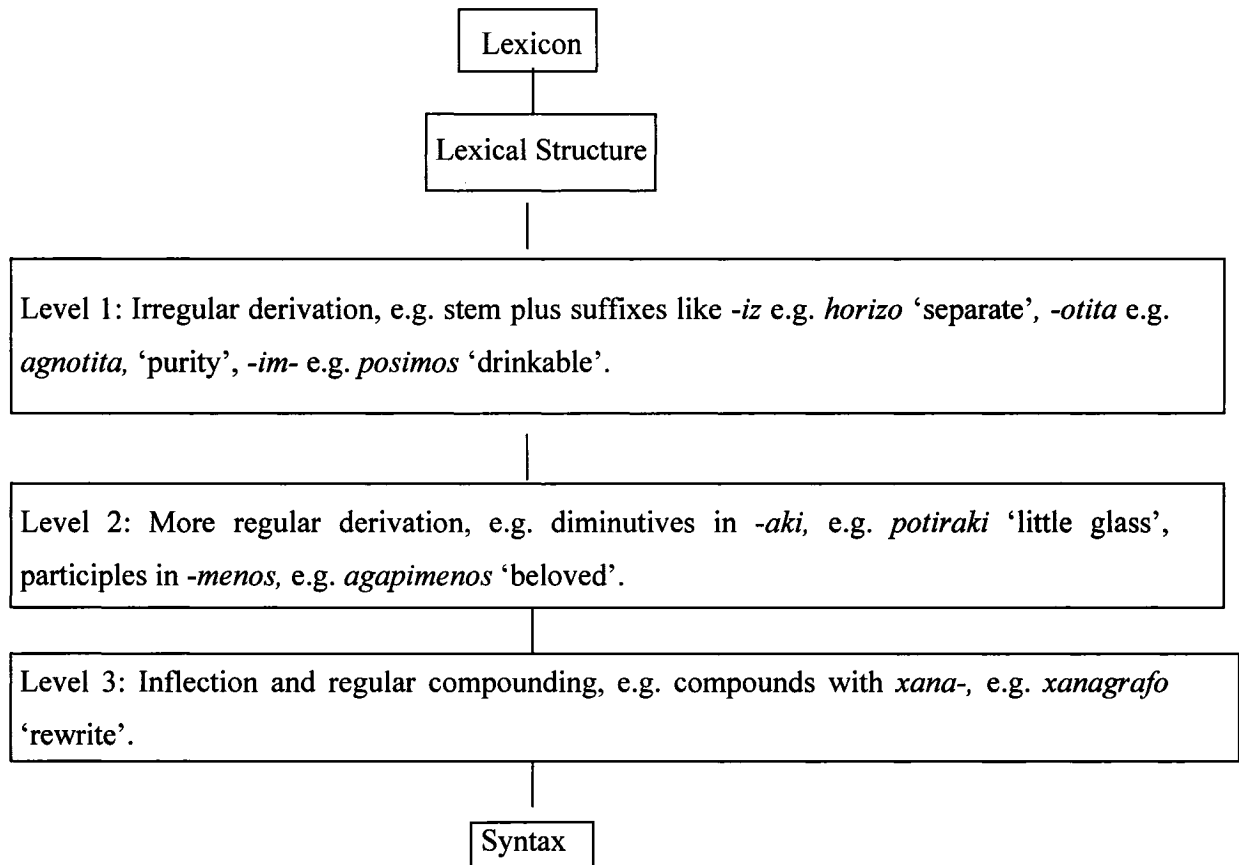 Lexicon
Lexical Structure
Level 1: Irregular derivation, e.g. stem plus suffixes like -iz e.g. horizo ‘separate’, -otita e.g.
agnotita, ‘purity’, -im- e.g. posimos ‘drinkable’.
Level 2: More regular derivation, e.g. diminutives in -aki, e.g. potiraki ‘little glass’,
participles in -menos, e.g. agapimenos ‘beloved’.
Level 3: Inflection and regular compounding, e.g. compounds with xana-, e.g. xanagrafo
‘rewrite’.
Syntax